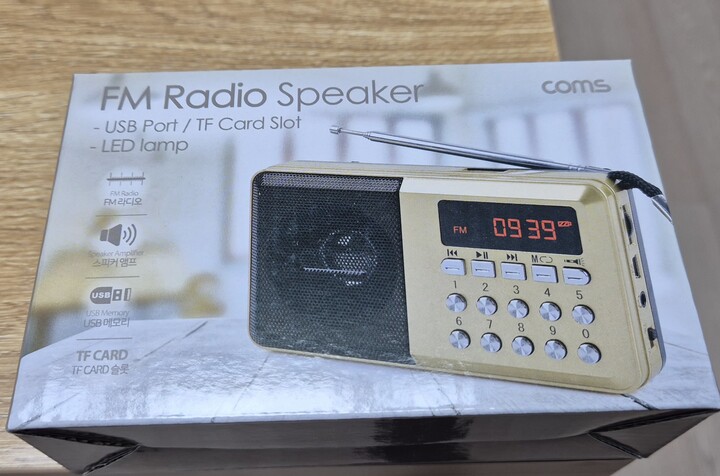 FM Radio Speaker
coms
- USB Port / TF Card Slot
- LED lamp
FM Radio
FM 라디오
Speaker Amplifier
스피커 앰프
USB
USB Memory
USB 메모리
TF CARD
TF CARD 슬롯
FM 0939
M
1 2 3 4 5
6 7 8 9 0